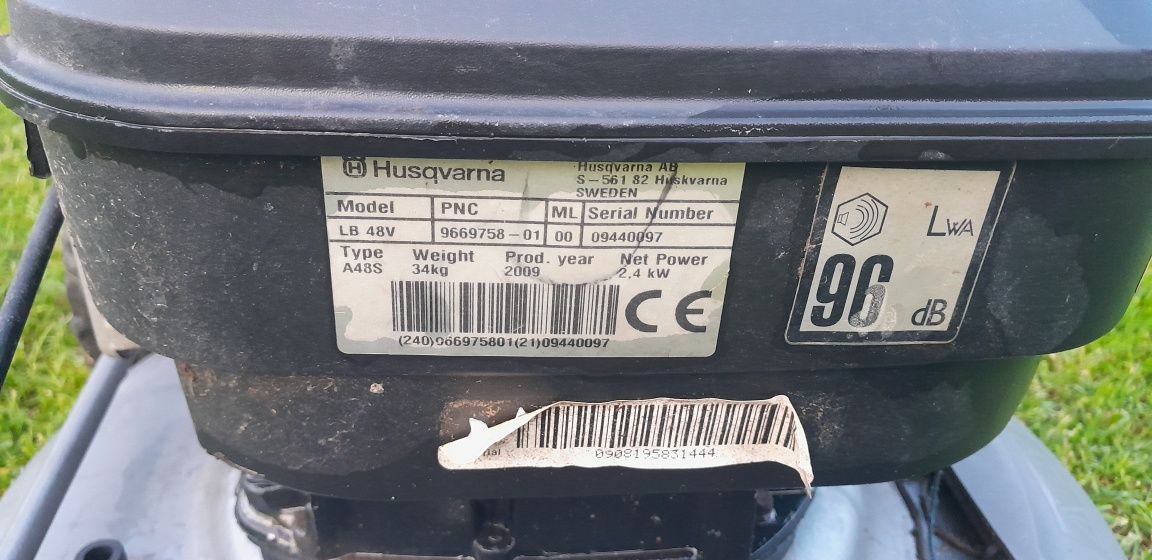 Husqvarna
Husqvarna AB
S-561 82 Huskvarna
SWEDEN
Model PNC ML Serial Number
LB 48V 9669758-01 00 09440097
Type Weight Prod. year Net Power
A48S 34kg 2009 2,4 kW
CE
(240)966975801(21)09440097
LWA
96 dB
0908195831444